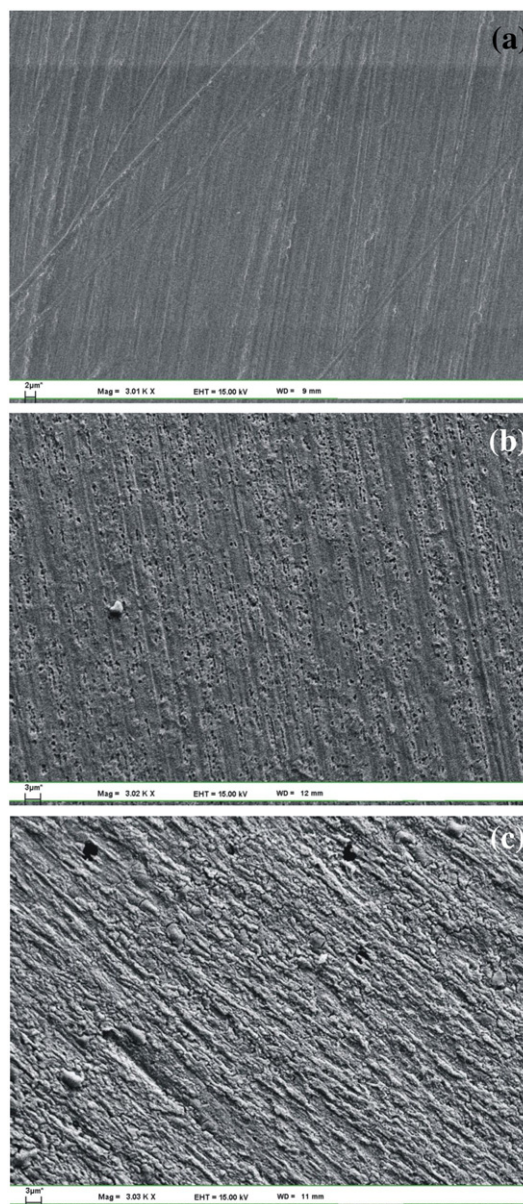 (a)
2µm* Mag = 3.01 K X EHT = 15.00 kV WD = 9 mm
(b)
3µm* Mag = 3.02 K X EHT = 15.00 kV WD = 12 mm
(c)
3µm* Mag = 3.03 K X EHT = 15.00 kV WD = 11 mm